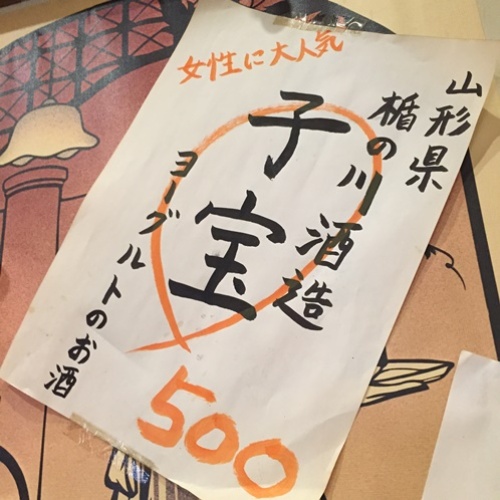 女性に大人気
山形県
楯の川酒造
子宝
ヨーグルトのお酒
500